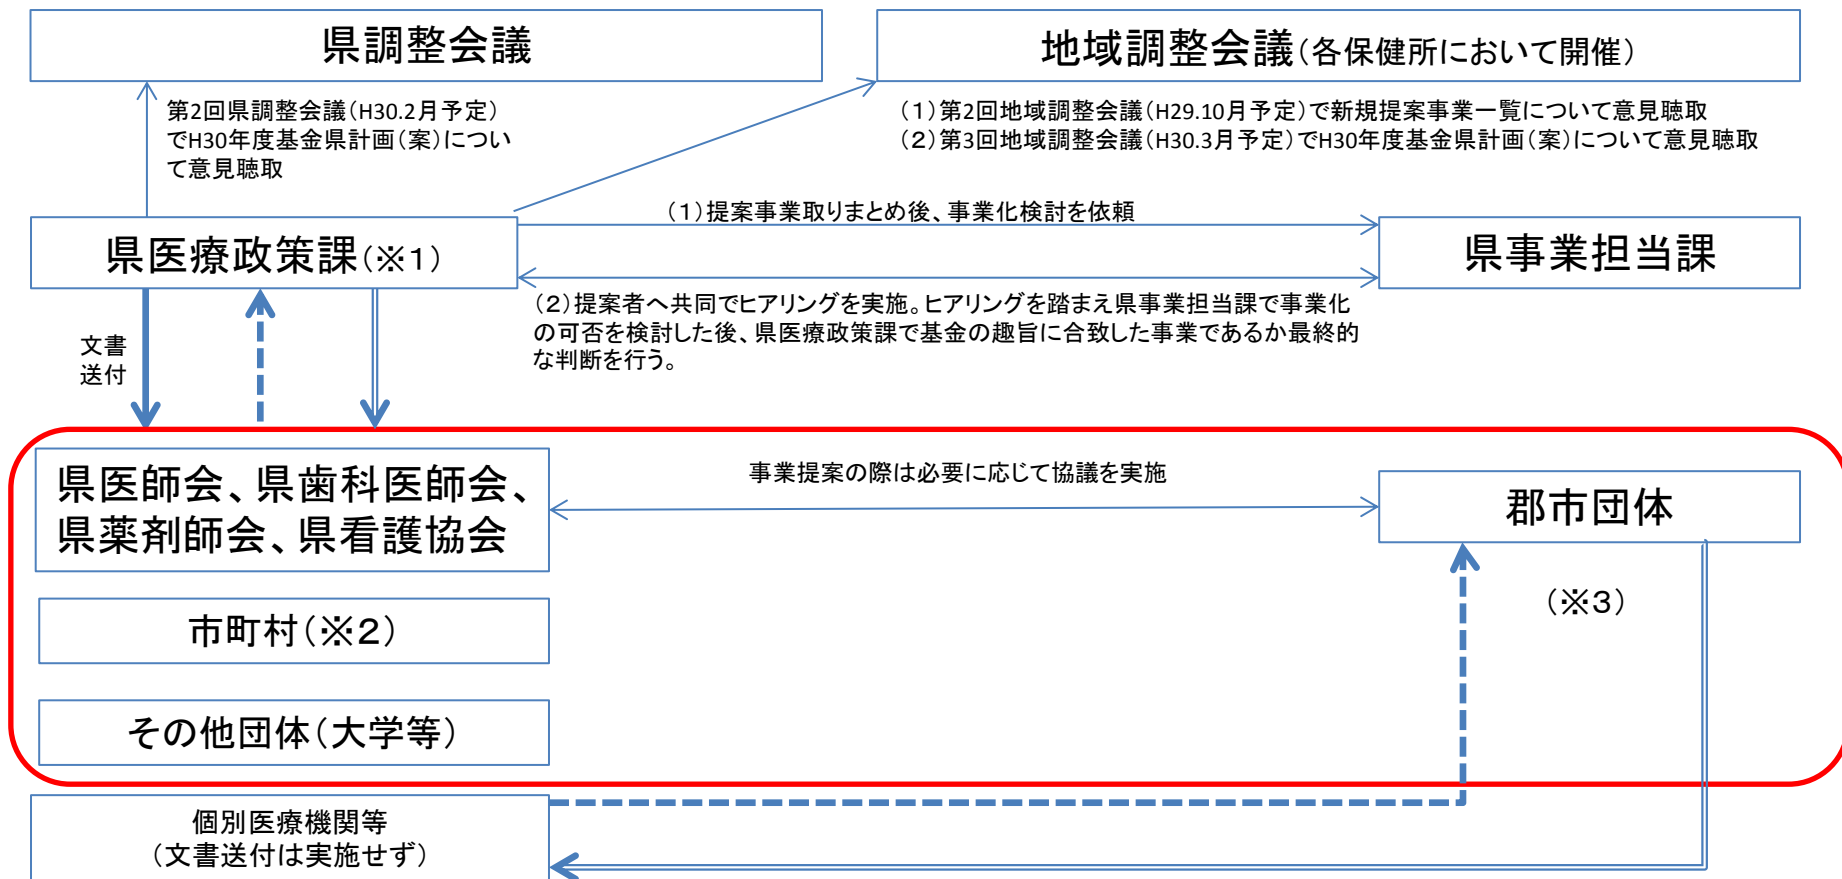 県調整会議
地域調整会議(各保健所において開催)
第2回県調整会議(H30.2月予定)
でH30年度基金県計画(案)につい
て意見聴取
(1)第2回地域調整会議(H29.10月予定)で新規提案事業一覧について意見聴取
(2)第3回地域調整会議(H30.3月予定)でH30年度基金県計画(案)について意見聴取
(1)提案事業取りまとめ後、事業化検討を依頼
県医療政策課(※1)
県事業担当課
(2)提案者へ共同でヒアリングを実施。ヒアリングを踏まえ県事業担当課で事業化
の可否を検討した後、県医療政策課で基金の趣旨に合致した事業であるか最終的
な判断を行う。
文書
送付
県医師会、県歯科医師会、
県薬剤師会、県看護協会
事業提案の際は必要に応じて協議を実施
郡市団体
(※3)
市町村(※2)
その他団体(大学等)
個別医療機関等
(文書送付は実施せず)